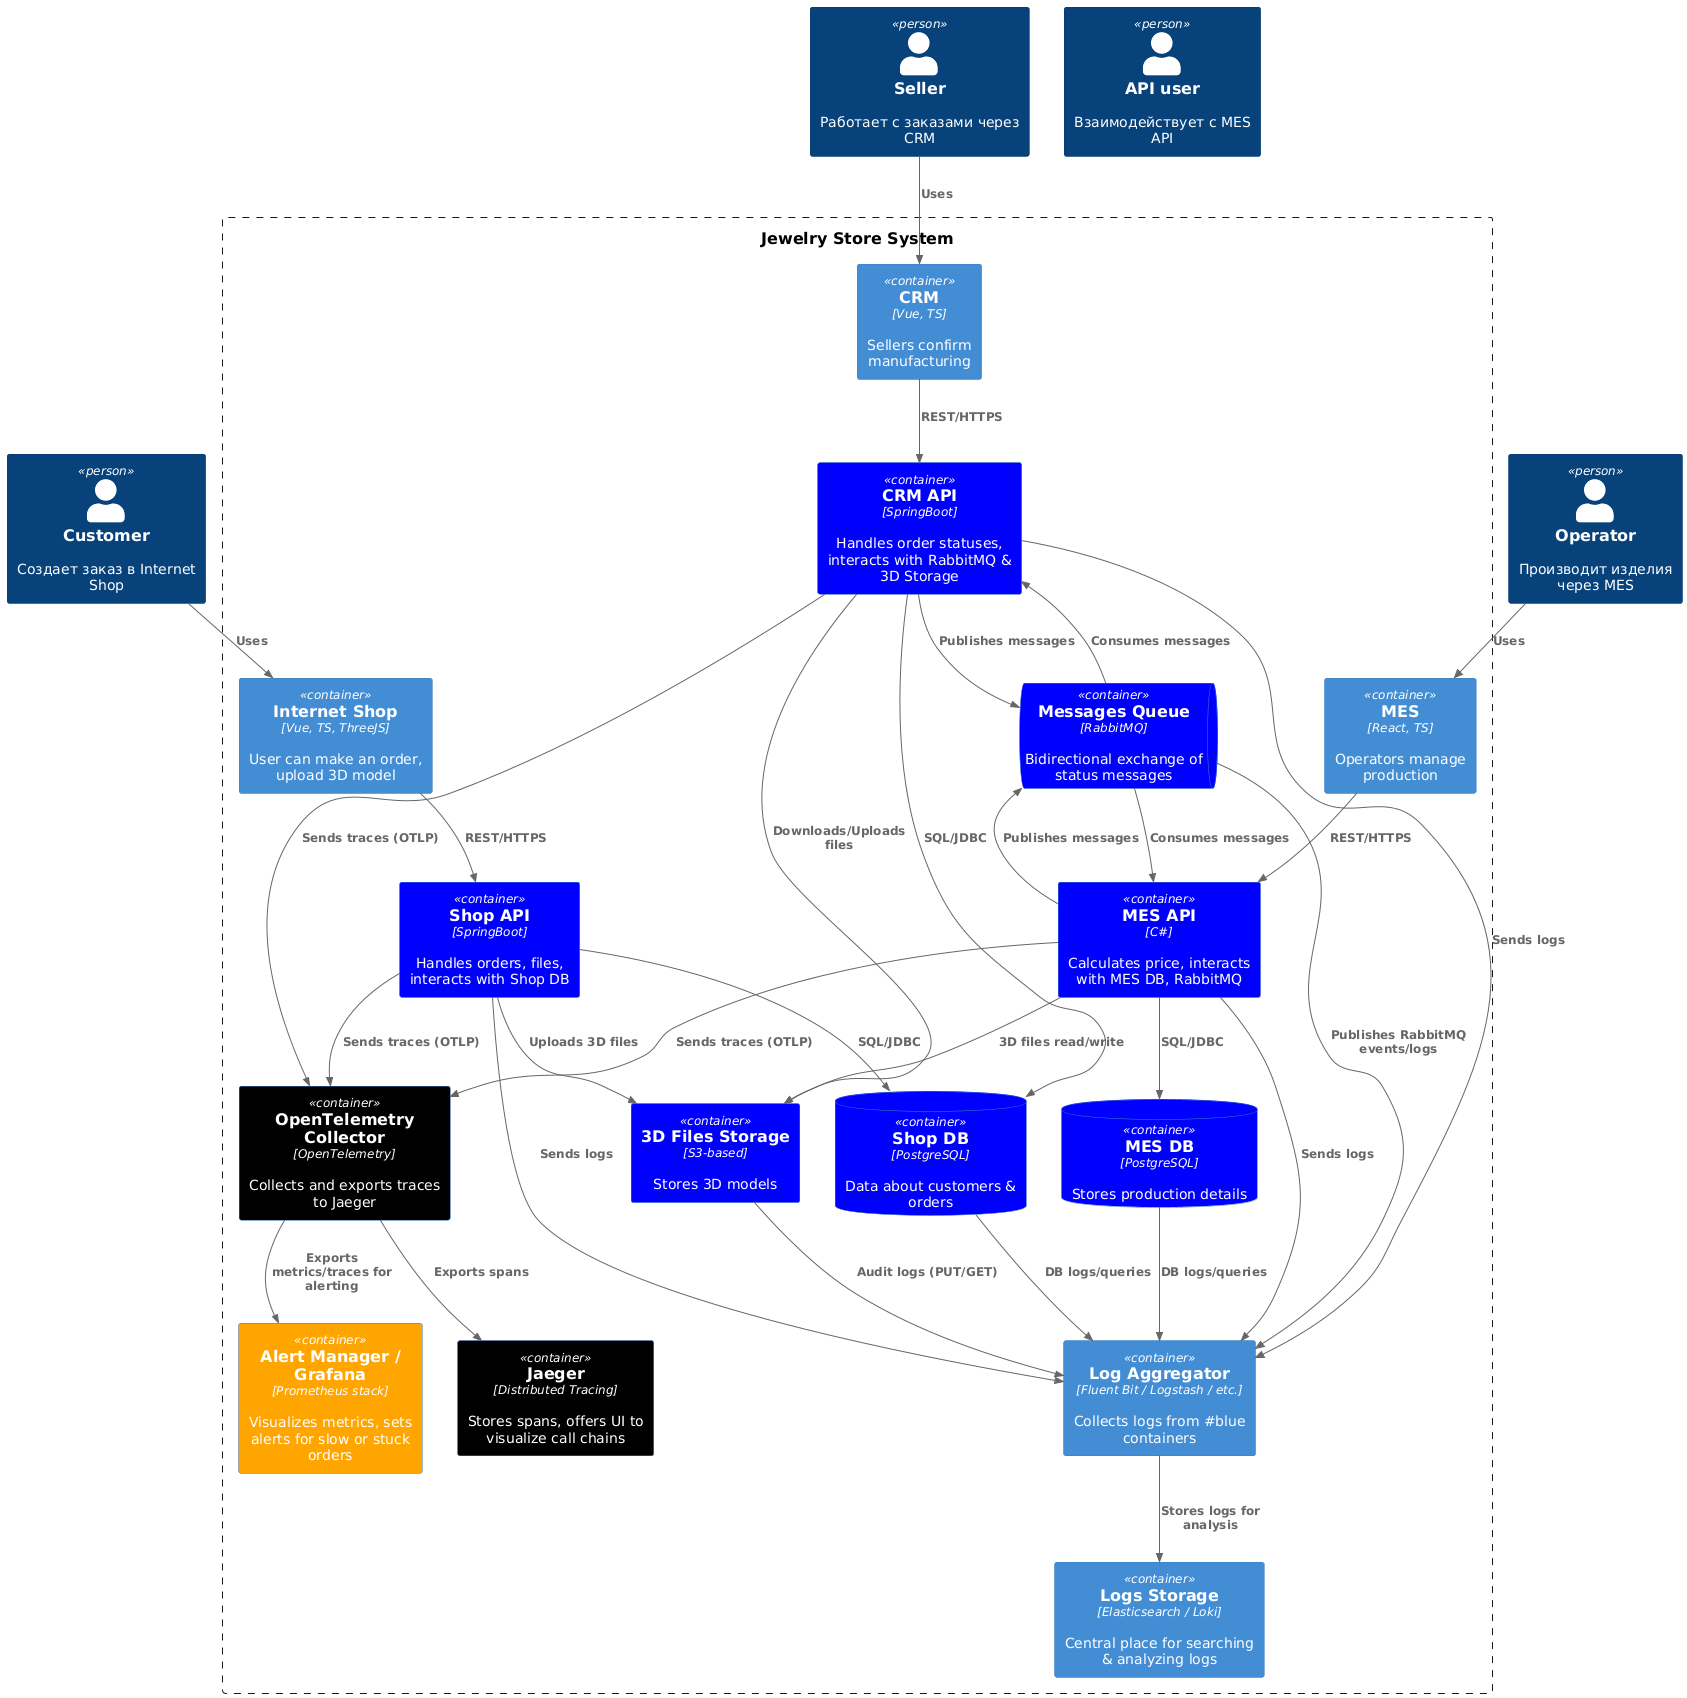 «person»
Seller
Работает с заказами через
CRM
«person»
API user
Взаимодействует с MES
API
Uses
Jewelry Store System
«container»
CRM
[Vue, TS]
Sellers confirm
manufacturing
REST/HTTPS
«person»
Customer
Создает заказ в Internet
Shop
«container»
CRM API
[SpringBoot]
Handles order statuses,
interacts with RabbitMQ &
3D Storage
«person»
Operator
Производит изделия
через MES
Uses
Publishes messages
Consumes messages
Uses
«container»
Internet Shop
[Vue, TS, ThreeJS]
User can make an order,
upload 3D model
«container»
Messages Queue
[RabbitMQ]
Bidirectional exchange of
status messages
«container»
MES
[React, TS]
Operators manage
production
Sends traces (OTLP)
REST/HTTPS
Downloads/Uploads
files
SQL/JDBC
Publishes messages
Consumes messages
REST/HTTPS
«container»
Shop API
[SpringBoot]
Handles orders, files,
interacts with Shop DB
«container»
MES API
[C#]
Calculates price, interacts
with MES DB, RabbitMQ
Sends logs
Sends traces (OTLP)
Uploads 3D files
Sends traces (OTLP)
SQL/JDBC
3D files read/write
SQL/JDBC
Publishes RabbitMQ
events/logs
«container»
OpenTelemetry
Collector
[OpenTelemetry]
Collects and exports traces
to Jaeger
Sends logs
«container»
3D Files Storage
[S3-based]
Stores 3D models
«container»
Shop DB
[PostgreSQL]
Data about customers &
orders
«container»
MES DB
[PostgreSQL]
Stores production details
Sends logs
Exports
metrics/traces for
alerting
Exports spans
Audit logs (PUT/GET)
DB logs/queries
DB logs/queries
«container»
Alert Manager /
Grafana
[Prometheus stack]
Visualizes metrics, sets
alerts for slow or stuck
orders
«container»
Jaeger
[Distributed Tracing]
Stores spans, offers UI to
visualize call chains
«container»
Log Aggregator
[Fluent Bit / Logstash / etc.]
Collects logs from #blue
containers
Stores logs for
analysis
«container»
Logs Storage
[Elasticsearch / Loki]
Central place for searching
& analyzing logs